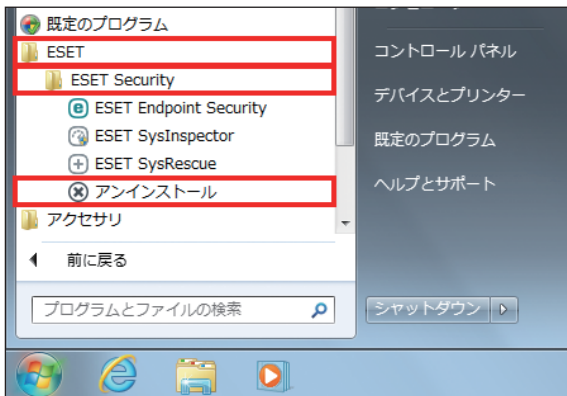 既定のプログラム
ESET
ESET Security
ESET Endpoint Security
ESET SysInspector
ESET SysRescue
アンインストール
アクセサリ
前に戻る
プログラムとファイルの検索
コントロール パネル
デバイスとプリンター
既定のプログラム
ヘルプとサポート
シャットダウン